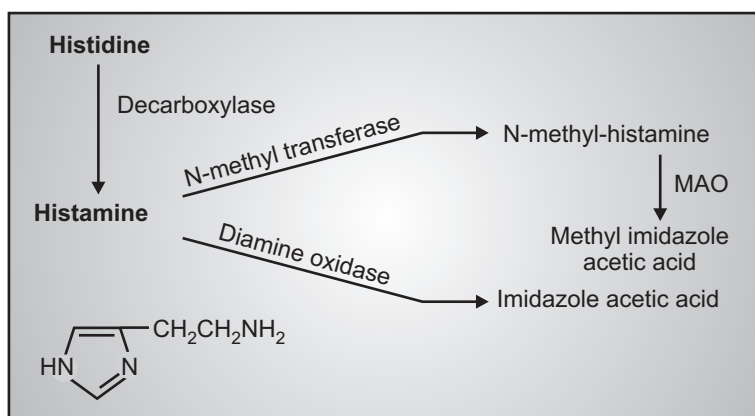 Histidine
Decarboxylase
N-methyl transferase
N-methyl-histamine
MAO
Histamine
Methyl imidazole
acetic acid
Diamine oxidase
Imidazole acetic acid
CH₂CH₂NH₂
HN N